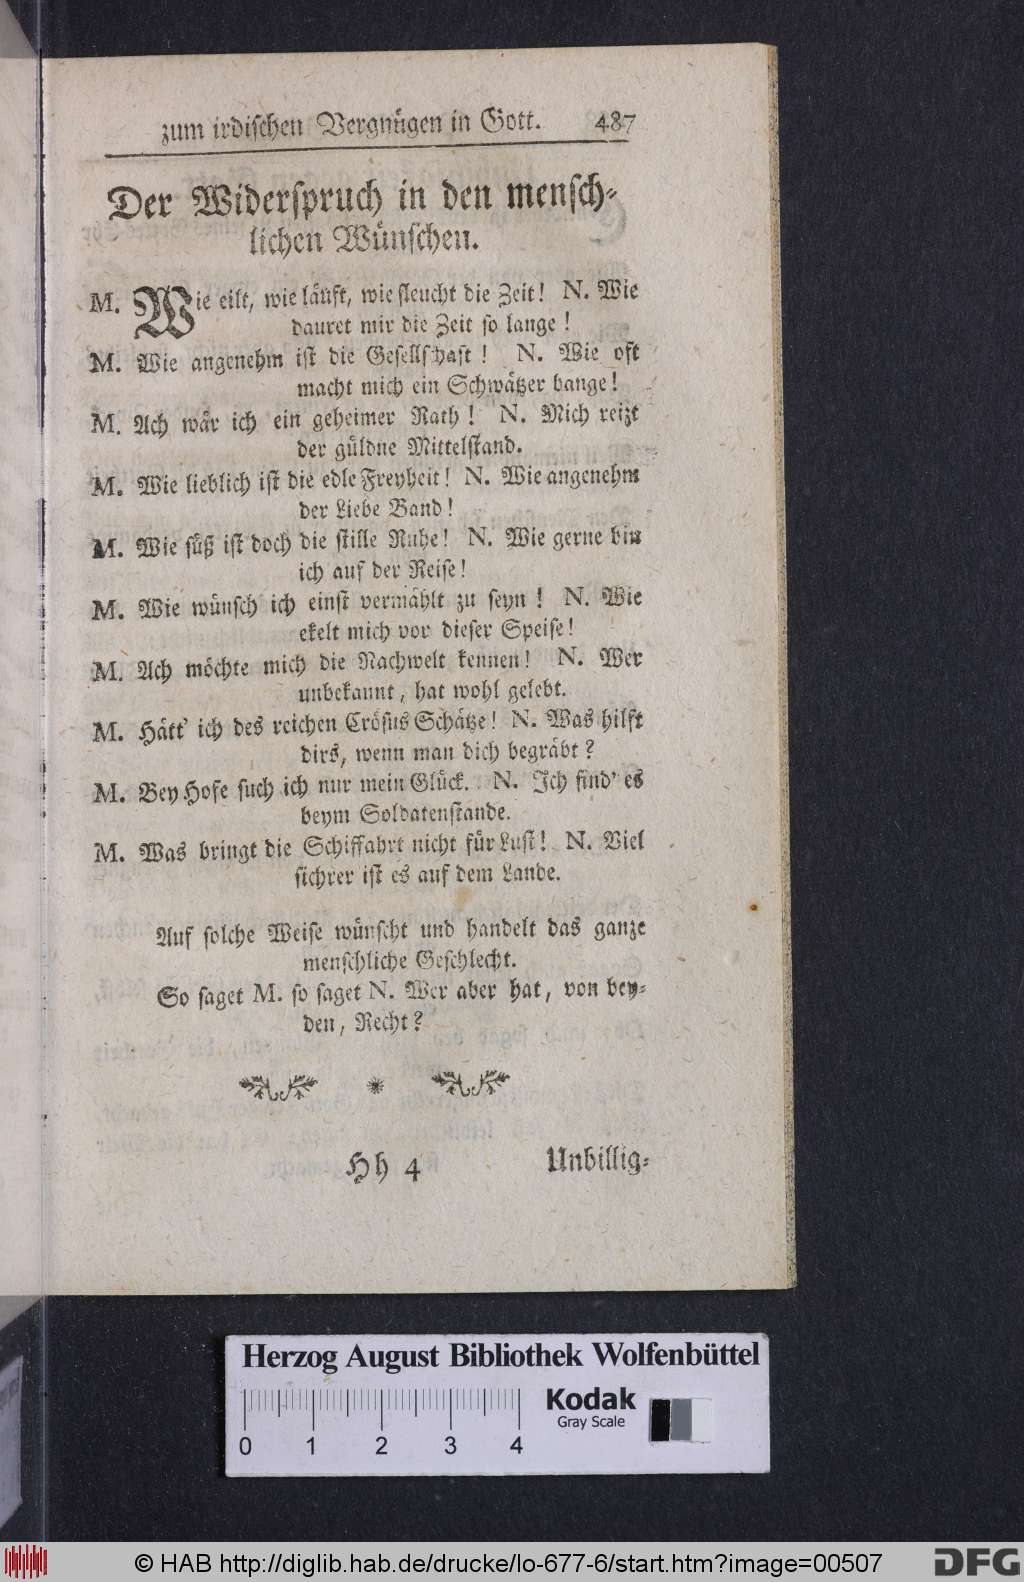 zum irdischen Vergnügen in Gott. 487
Der Widerspruch in den mensch-
lichen Wünschen.
M. Wie eilt, wie läuft, wie fleucht die Zeit! N. Wie
dauret mir die Zeit so lange!
M. Wie angenehm ist die Gesellschaft! N. Wie oft
macht mich ein Schwätzer bange!
M. Ach wär ich ein geheimer Rath! N. Mich reizt
der güldne Mittelstand.
M. Wie lieblich ist die edle Freyheit! N. Wie angenehm
der Liebe Band!
M. Wie süß ist doch die stille Ruhe! N. Wie gerne bin
ich auf der Reise!
M. Wie wünsch ich einst vermählt zu seyn! N. Wie
ekelt mich vor dieser Speise!
M. Ach möchte mich die Nachwelt kennen! N. Wer
unbekannt, hat wohl gelebt.
M. Hätt' ich des reichen Crösus Schätze! N. Was hilft
dirs, wenn man dich begräbt?
M. Bey Hofe such ich nur mein Glück. N. Ich find' es
beym Soldatenstande.
M. Was bringt die Schiffahrt nicht für Lust! N. Viel
sichrer ist es auf dem Lande.
Auf solche Weise wünscht und handelt das ganze
menschliche Geschlecht.
So saget M. so saget N. Wer aber hat, von bey-
den, Recht?
Hh 4 Unbillig-
Herzog August Bibliothek Wolfenbüttel
Kodak
Gray Scale
0 1 2 3 4
© HAB http://diglib.hab.de/drucke/lo-677-6/start.htm?image=00507
DFG